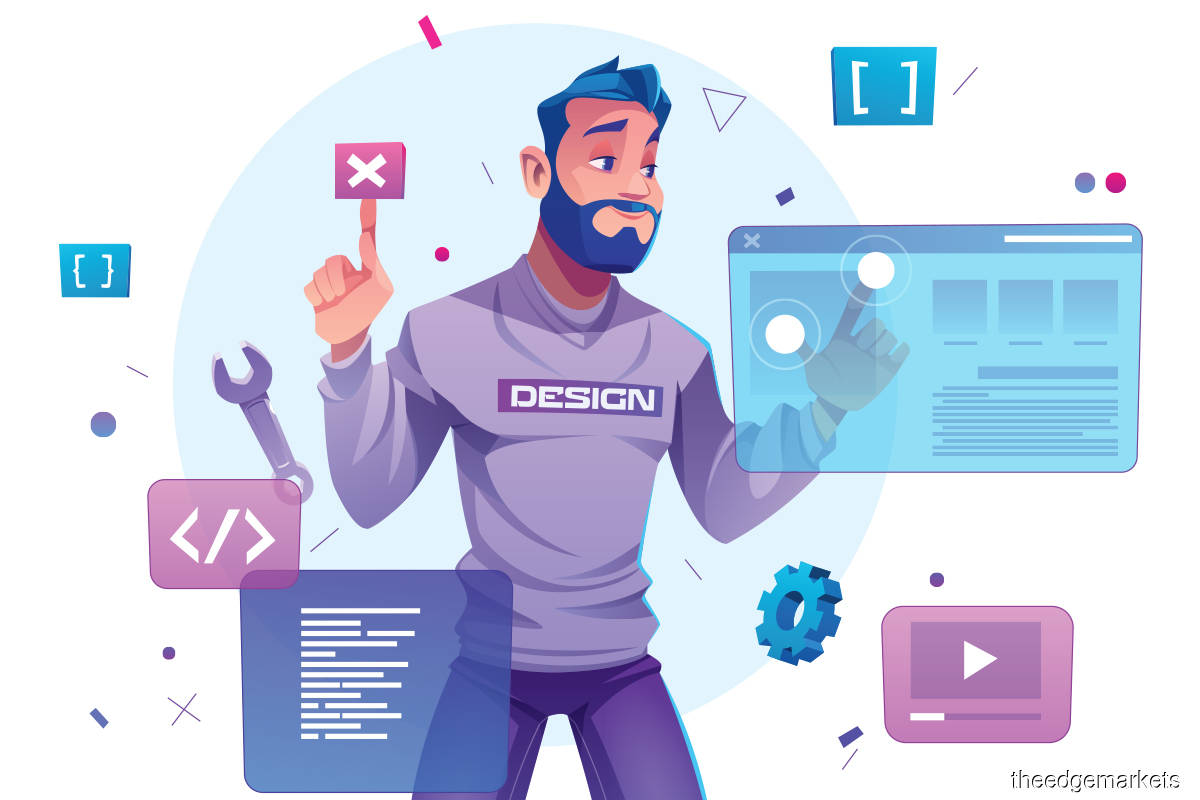 [ ]
{ }
DESIGN
</>
theedgemarkets